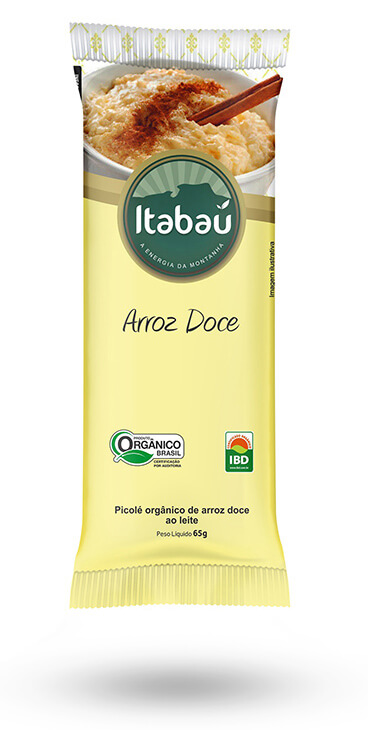 Itabaú
A ENERGIA DA MONTANHA
Imagem ilustrativa
Arroz Doce
PRODUTO
ORGÂNICO
BRASIL
CERTIFICAÇÃO
POR AUDITORIA
IBD
Picolé orgânico de arroz doce
ao leite
Peso Líquido 65g